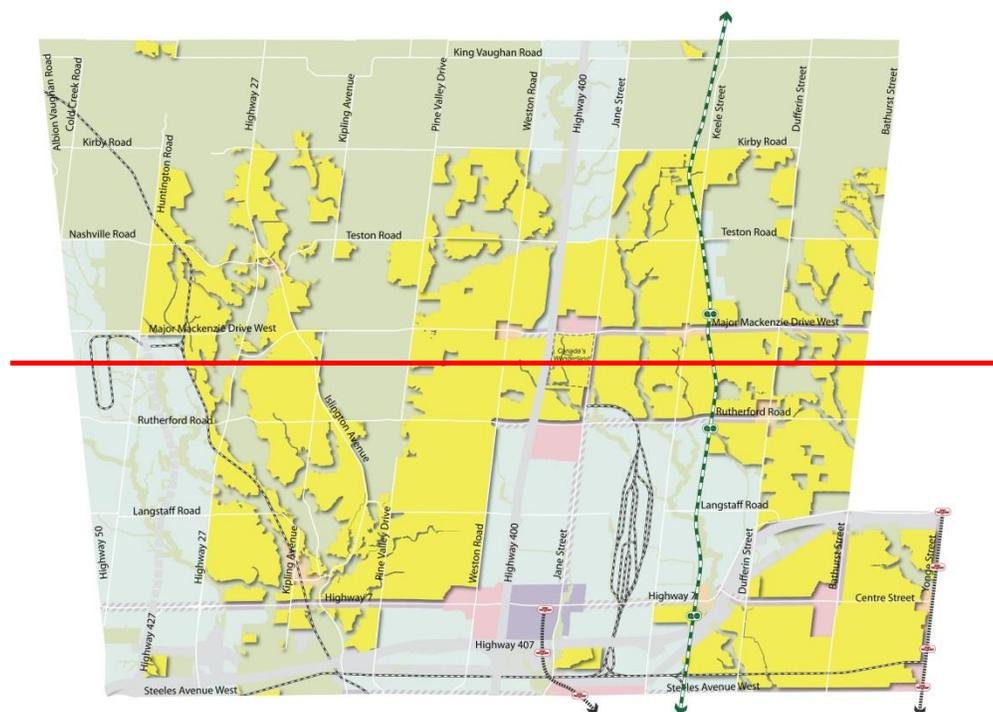 King Vaughan Road
Albion Vaughan Road
Cold Creek Road
Highway 27
Kipling Avenue
Pine Valley Drive
Weston Road
Highway 400
Jane Street
Keele Street
Dufferin Street
Bathurst Street
Kirby Road
Kirby Road
Huntington Road
Nashville Road
Teston Road
Teston Road
Major Mackenzie Drive West
Major Mackenzie Drive West
Canada's
Wonderland
Rutherford Road
Islington Avenue
Rutherford Road
Langstaff Road
Langstaff Road
Highway 50
Highway 27
Kipling Avenue
Pine Valley Drive
Weston Road
Highway 400
Jane Street
Dufferin Street
Bathurst Street
Yonge Street
Highway 7
Highway 7
Centre Street
Highway 427
Highway 407
Steeles Avenue West
Steeles Avenue West